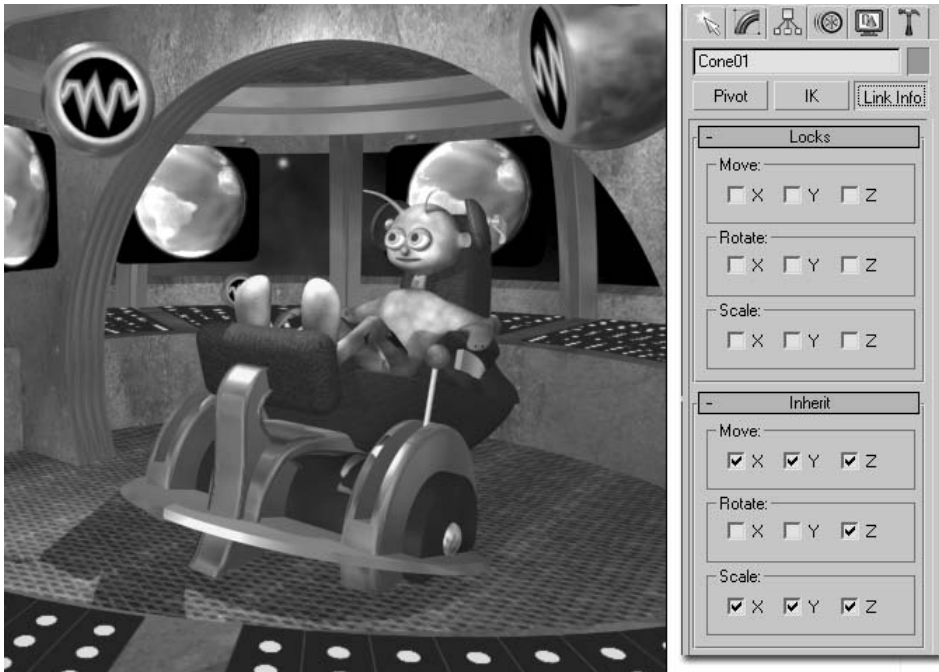 Cone01
Pivot IK Link Info
- Locks
Move:
X Y Z
Rotate:
X Y Z
Scale:
X Y Z
- Inherit
Move:
X Y Z
Rotate:
X Y Z
Scale:
X Y Z